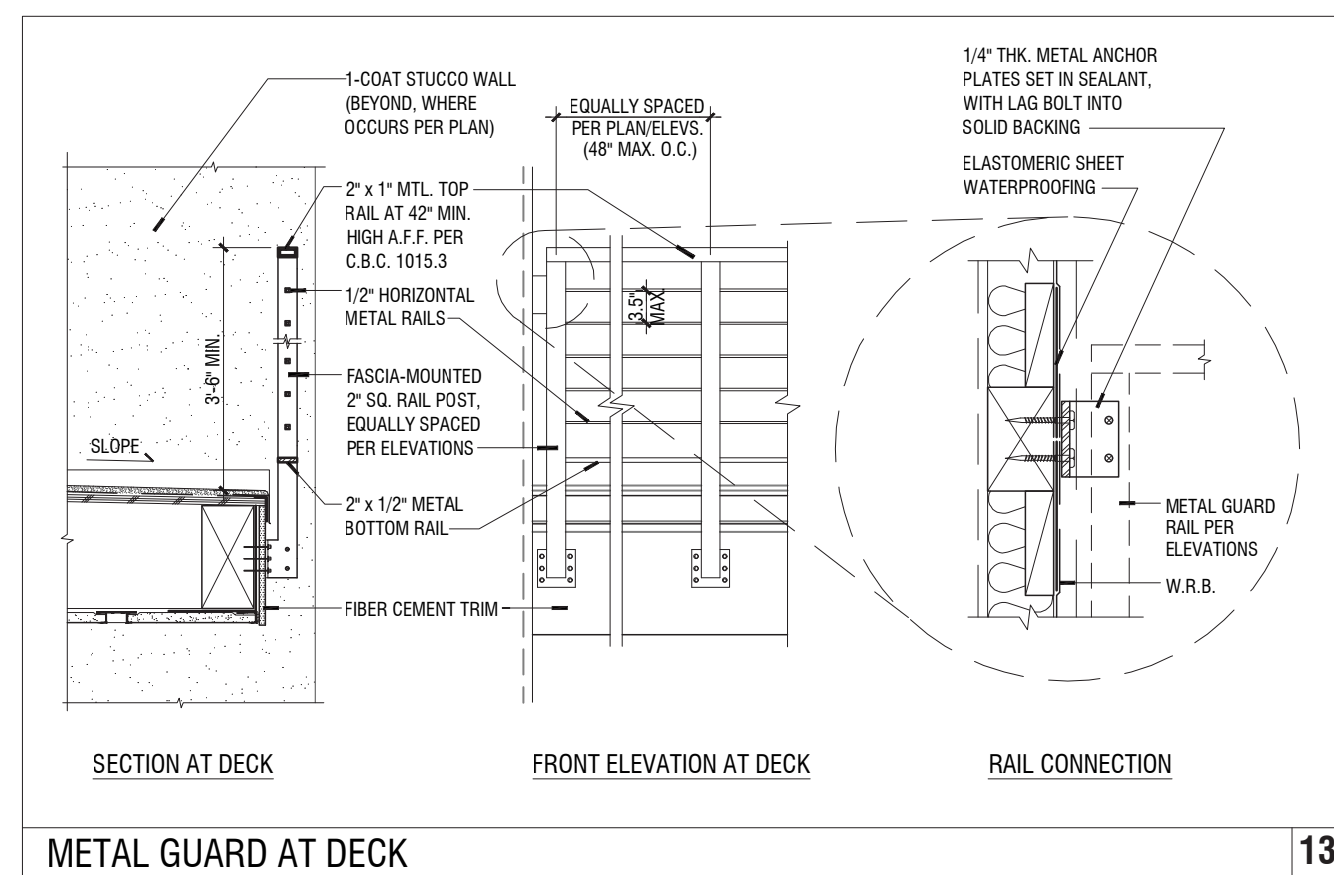 1-COAT STUCCO WALL
(BEYOND, WHERE
OCCURS PER PLAN)
2" x 1" MTL. TOP
RAIL AT 42" MIN.
HIGH A.F.F. PER
C.B.C. 1015.3
1/2" HORIZONTAL
METAL RAILS
FASCIA-MOUNTED
2" SQ. RAIL POST,
EQUALLY SPACED
PER ELEVATIONS
2" x 1/2" METAL
BOTTOM RAIL
FIBER CEMENT TRIM
3'-6" MIN.
SLOPE
EQUALLY SPACED
PER PLAN/ELEVS.
(48" MAX. O.C.)
3.5"
MAX.
1/4" THK. METAL ANCHOR
PLATES SET IN SEALANT,
WITH LAG BOLT INTO
SOLID BACKING
ELASTOMERIC SHEET
WATERPROOFING
METAL GUARD
RAIL PER
ELEVATIONS
W.R.B.
SECTION AT DECK
FRONT ELEVATION AT DECK
RAIL CONNECTION
METAL GUARD AT DECK
13